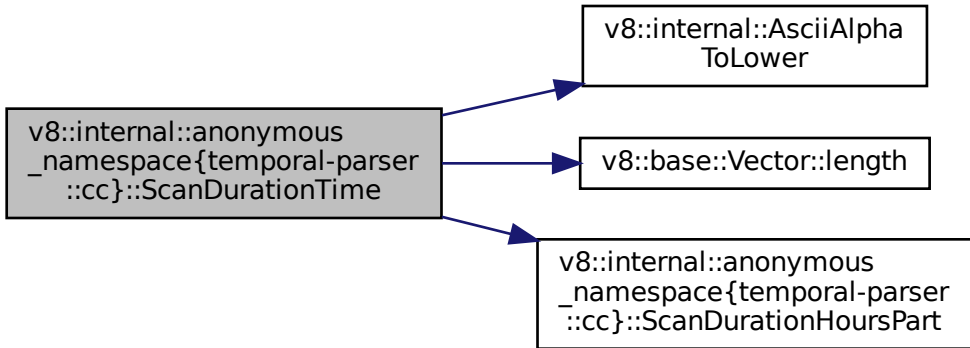 v8::internal::anonymous
_namespace{temporal-parser
::cc}::ScanDurationTime
v8::internal::AsciiAlpha
ToLower
v8::base::Vector::length
v8::internal::anonymous
_namespace{temporal-parser
::cc}::ScanDurationHoursPart